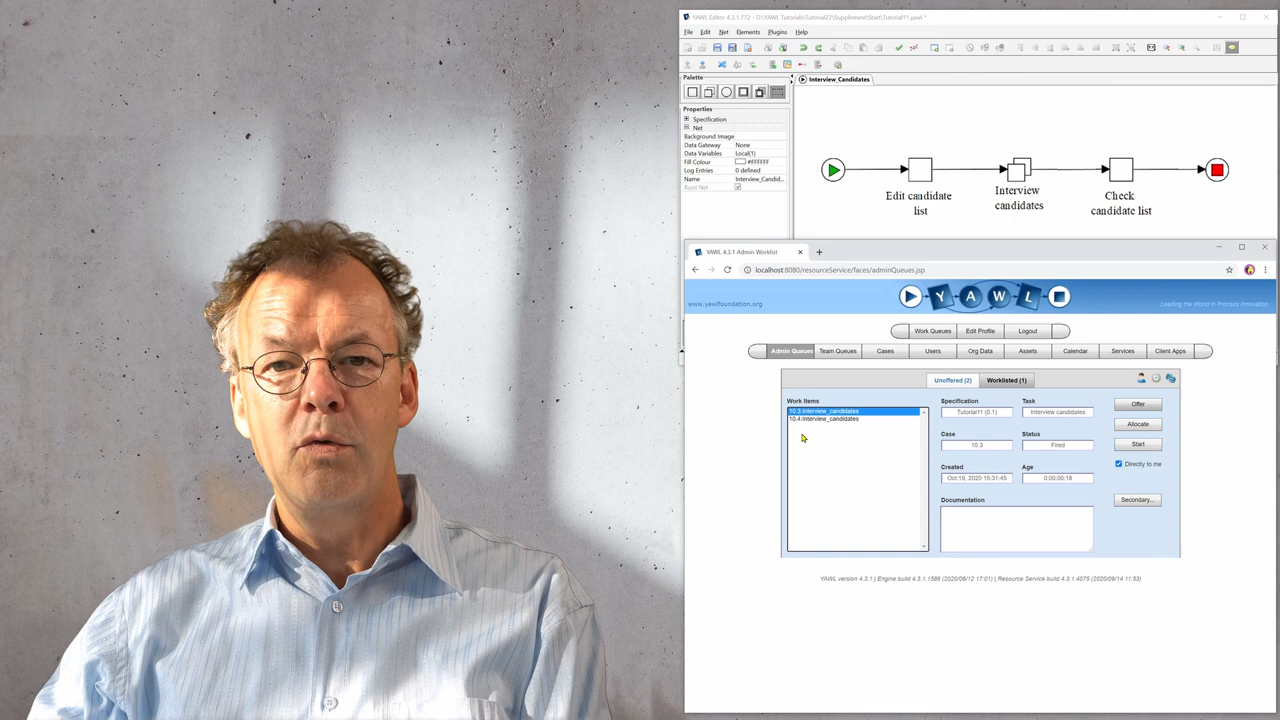 YAWL Editor 4.3.1.772 - D:\YAWL Tutorials\Tutorial22\Supplement\Start\Tutorial11.yawl *
File Edit Net Elements Plugins Help
Palette
Interview_Candidates
Properties
Specification
Net
Background Image
Data Gateway None
Data Variables Local(1)
Fill Colour #FFFFFF
Log Entries 0 defined
Name Interview_Candid...
Root Net
Edit candidate
list
Interview
candidates
Check
candidate list
YAWL 4.3.1 Admin Worklist
localhost:8080/resourceService/faces/adminQueues.jsp
www.yawlfoundation.org
YAWL
Leading the World in Process Innovation
Work Queues Edit Profile Logout
Admin Queues Team Queues Cases Users Org Data Assets Calendar Services Client Apps
Unoffered (2) Worklisted (1)
Work Items
10.3:Interview_candidates
10.4:Interview_candidates
Specification Task
Tutorial11 (0.1) Interview candidates
Case Status
10.3 Fired
Created Age
Oct:19, 2020 15:31:45 0:00:00:18
Documentation
Offer
Allocate
Start
Directly to me
Secondary...
YAWL version 4.3.1 | Engine build 4.3.1.1586 (2020/06/12 17:01) | Resource Service build 4.3.1.4075 (2020/09/14 11:53)